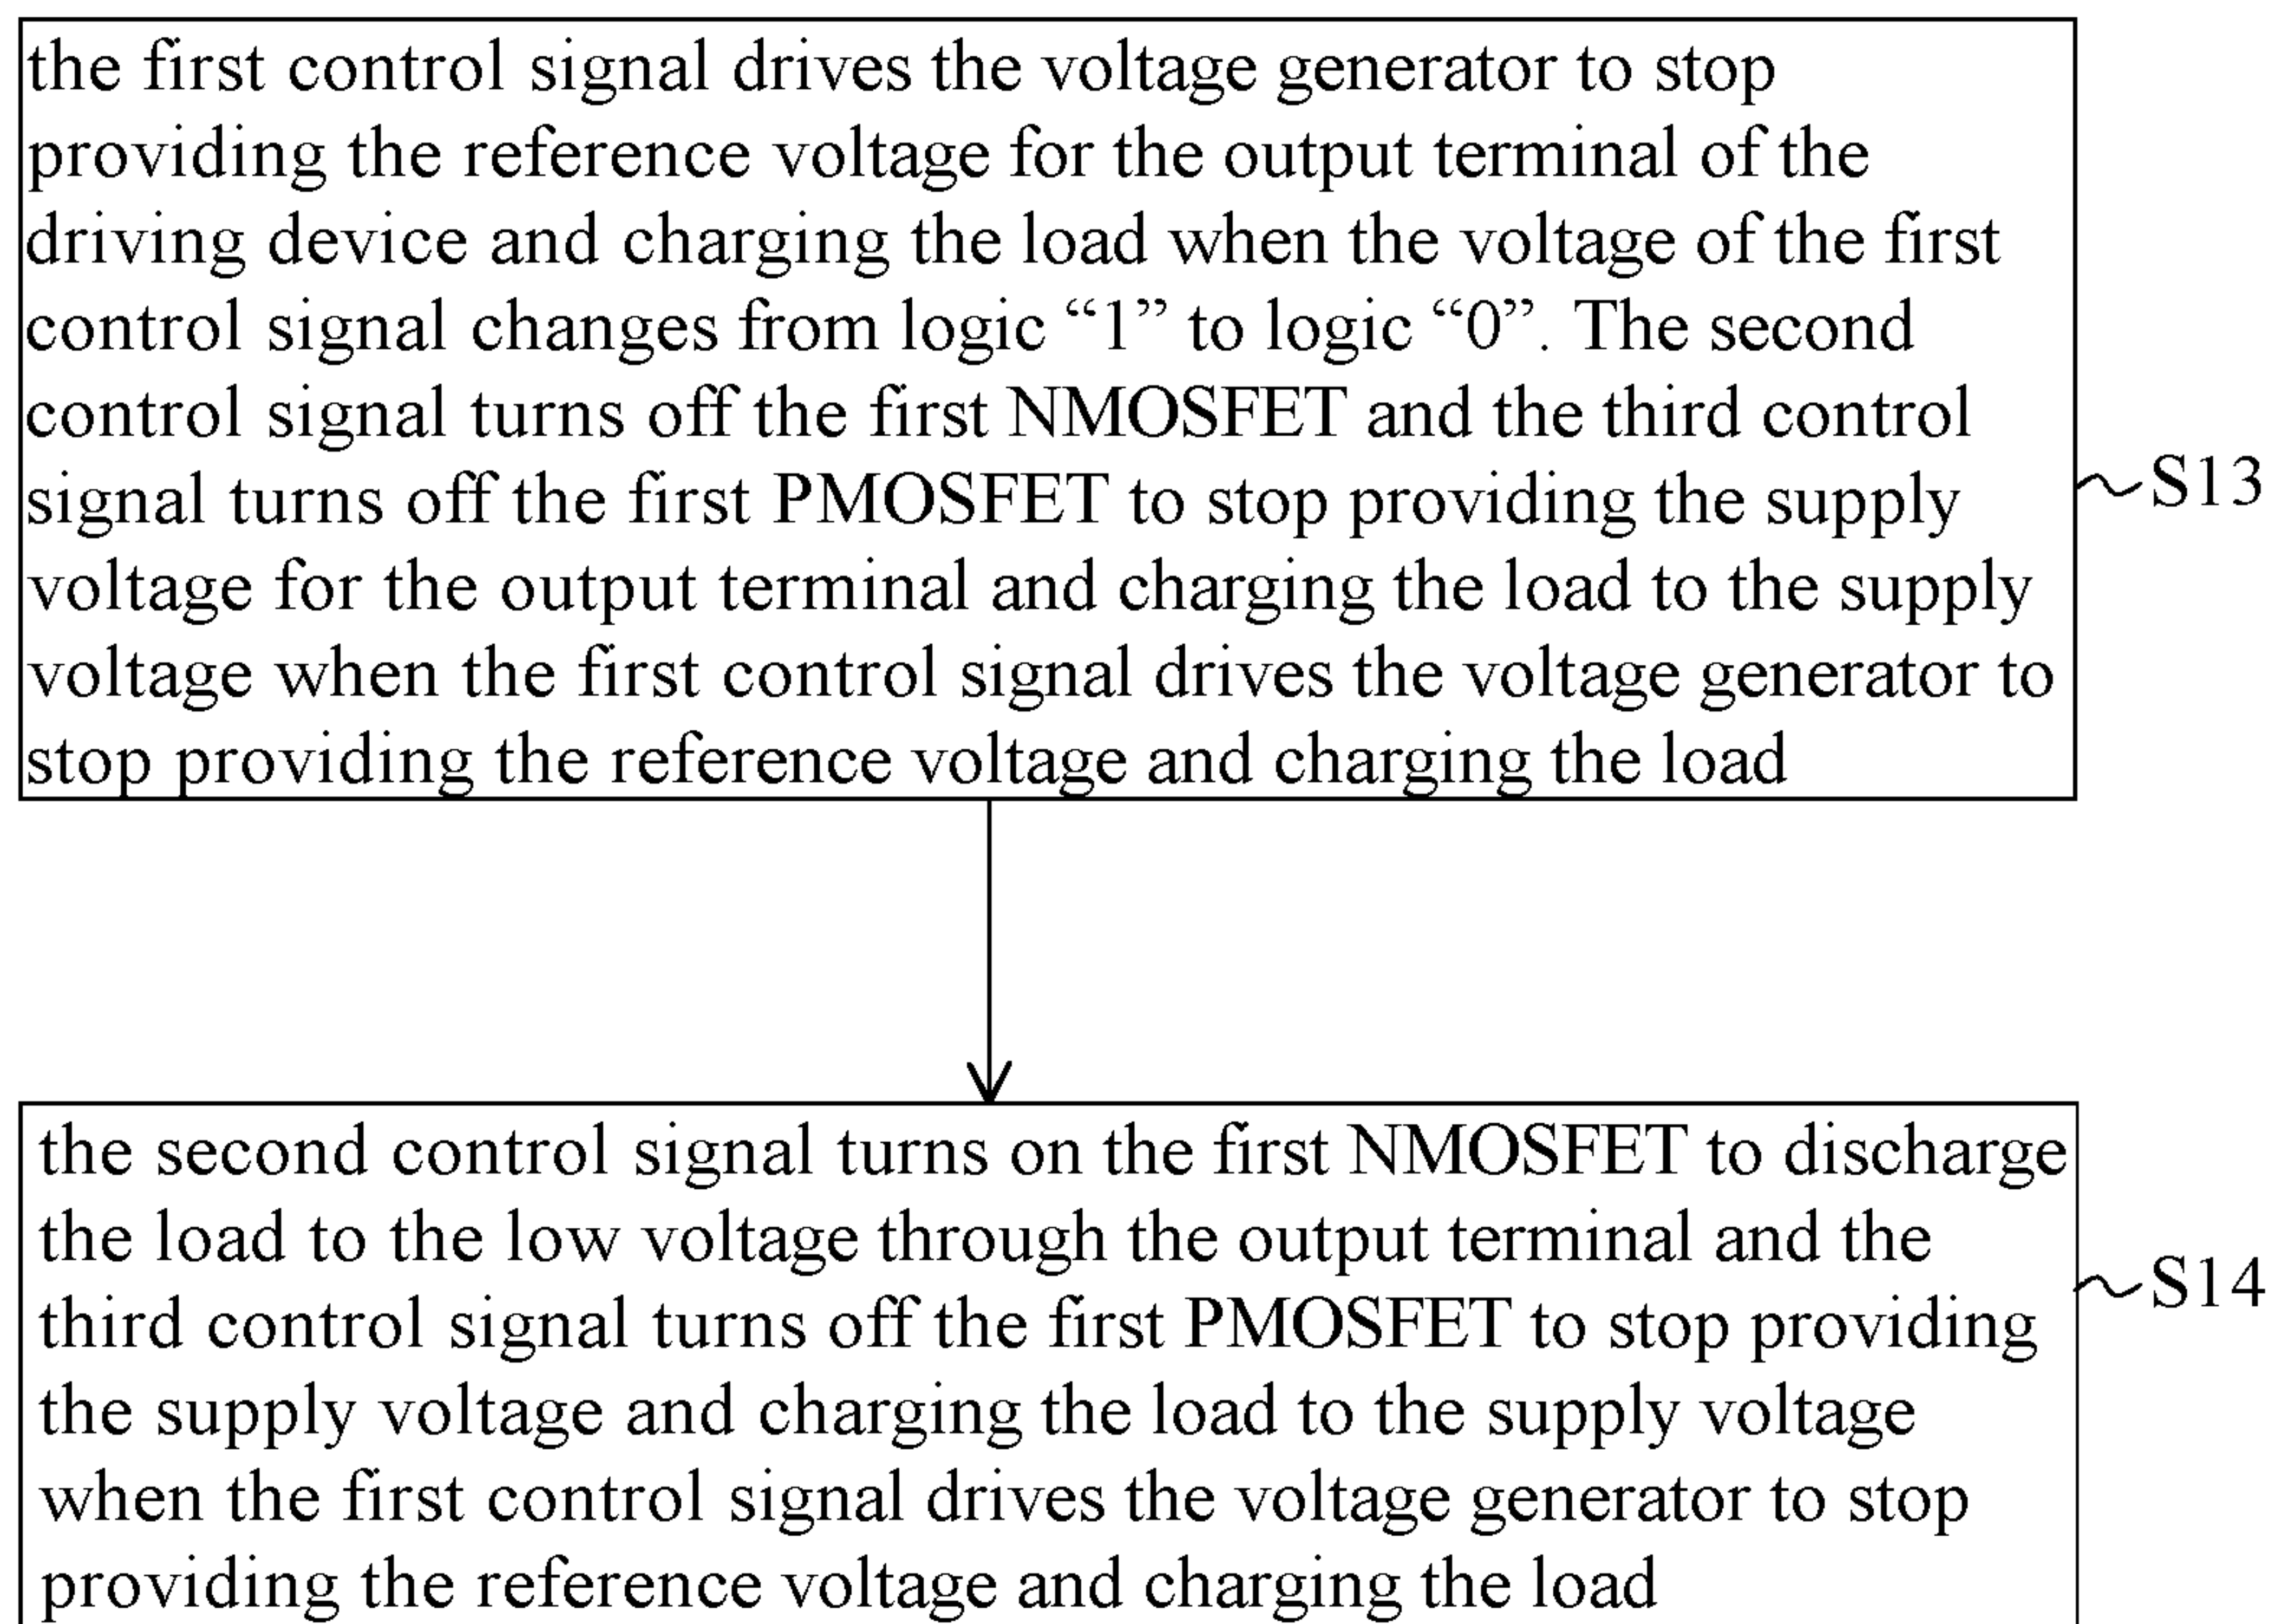 the first control signal drives the voltage generator to stop
providing the reference voltage for the output terminal of the
driving device and charging the load when the voltage of the first
control signal changes from logic “1” to logic “0”. The second
control signal turns off the first NMOSFET and the third control
signal turns off the first PMOSFET to stop providing the supply
voltage for the output terminal and charging the load to the supply
voltage when the first control signal drives the voltage generator to
stop providing the reference voltage and charging the load
S13
the second control signal turns on the first NMOSFET to discharge
the load to the low voltage through the output terminal and the
third control signal turns off the first PMOSFET to stop providing
the supply voltage and charging the load to the supply voltage
when the first control signal drives the voltage generator to stop
providing the reference voltage and charging the load
S14